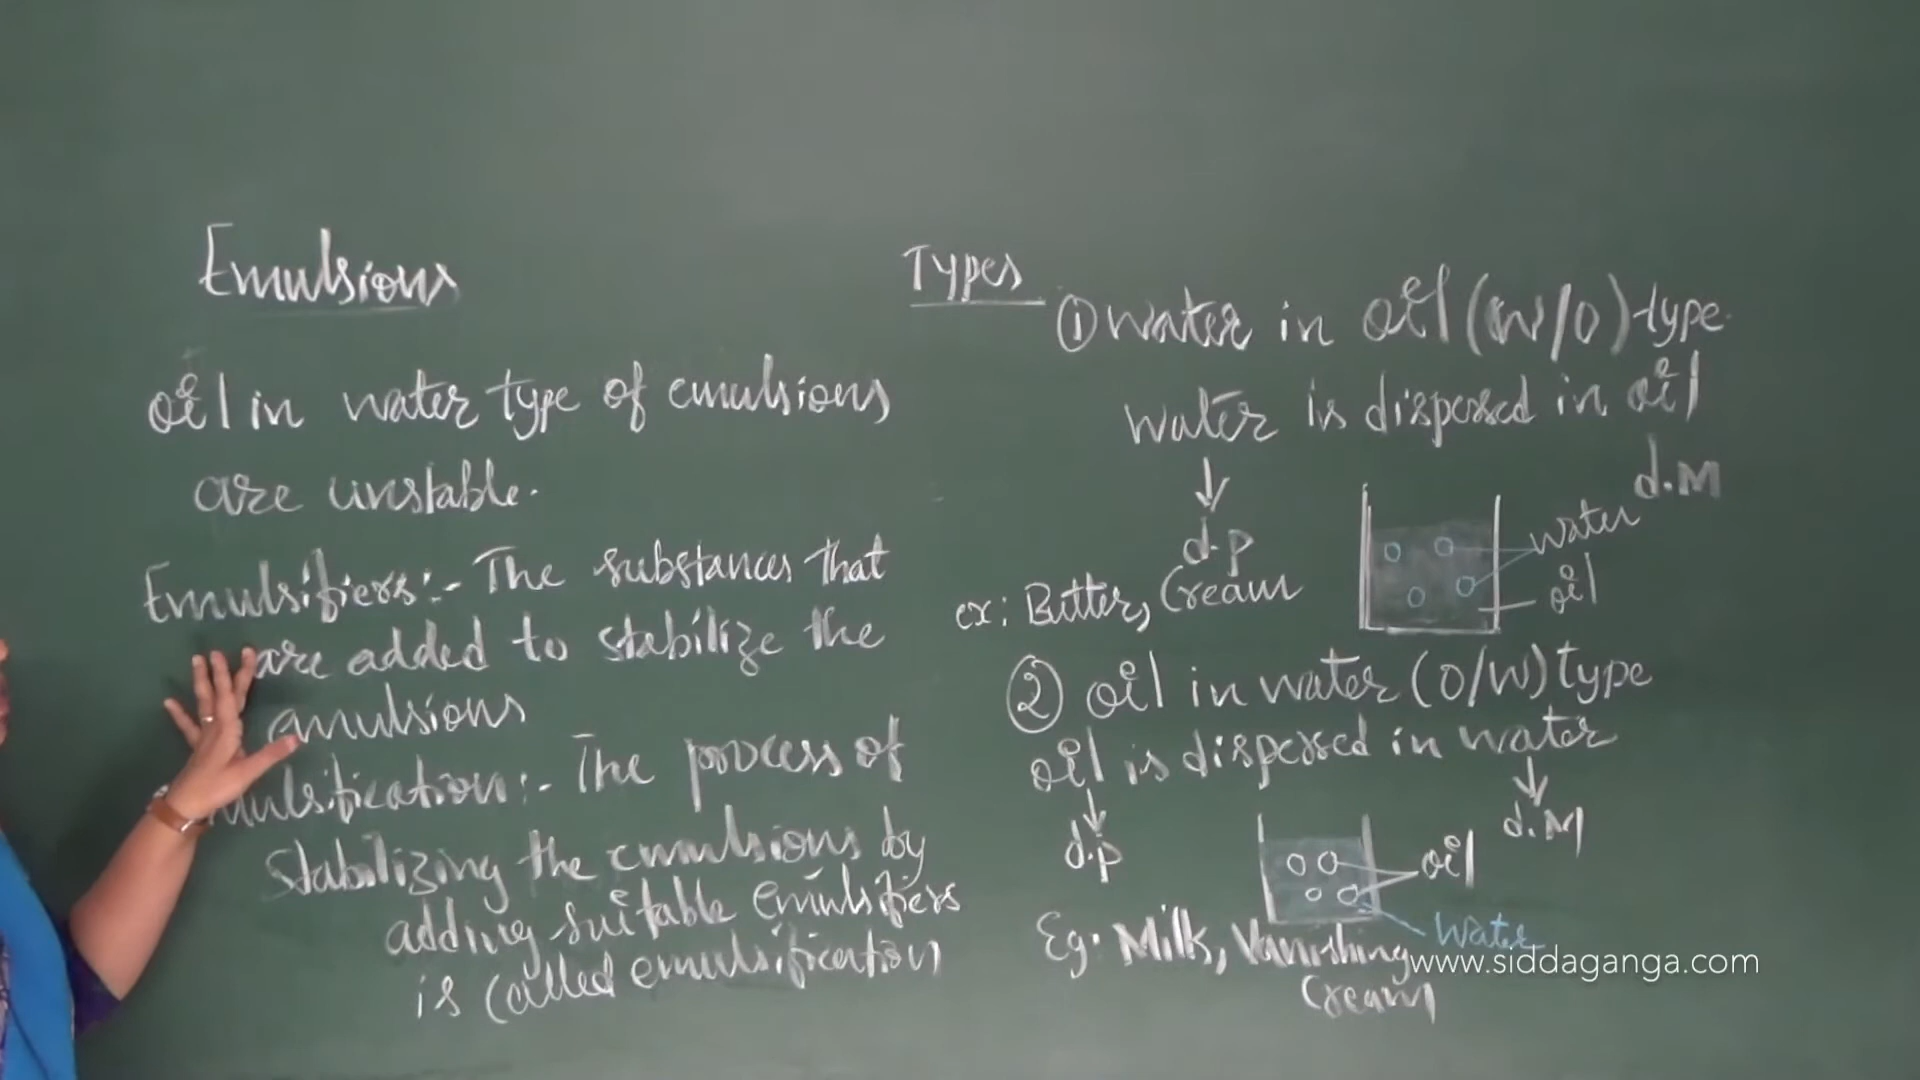 Emulsions
oil in water type of emulsions
are unstable.
Emulsifiers:- The substances that
are added to stabilize the
emulsions
mulsification:- The process of
stabilizing the emulsions by
adding suitable emulsifiers
is called emulsification
Types
① Water in oil (W/O) type.
Water is dispersed in oil
d.M
d.p
water
oil
ex: Butter, Cream
② oil in water (O/W) type
oil is dispersed in water
d.p
d.M
oil
Water
Eg: Milk, Vanishing
Cream
www.siddaganga.com